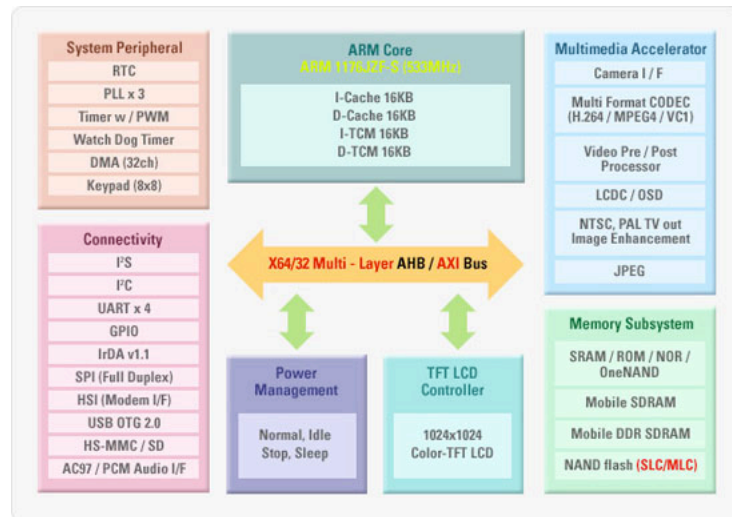 System Peripheral
RTC
PLL x 3
Timer w / PWM
Watch Dog Timer
DMA (32ch)
Keypad (8x8)
Connectivity
I²S
I²C
UART x 4
GPIO
IrDA v1.1
SPI (Full Duplex)
HSI (Modem I/F)
USB OTG 2.0
HS-MMC / SD
AC97 / PCM Audio I/F
ARM Core
ARM 1176JZF-S (533MHz)
I-Cache 16KB
D-Cache 16KB
I-TCM 16KB
D-TCM 16KB
X64/32 Multi - Layer AHB / AXI Bus
Power
Management
Normal, Idle
Stop, Sleep
TFT LCD
Controller
1024x1024
Color-TFT LCD
Multimedia Accelerator
Camera I / F
Multi Format CODEC
(H.264 / MPEG4 / VC1)
Video Pre / Post
Processor
LCDC / OSD
NTSC, PAL TV out
Image Enhancement
JPEG
Memory Subsystem
SRAM / ROM / NOR /
OneNAND
Mobile SDRAM
Mobile DDR SDRAM
NAND flash (SLC/MLC)